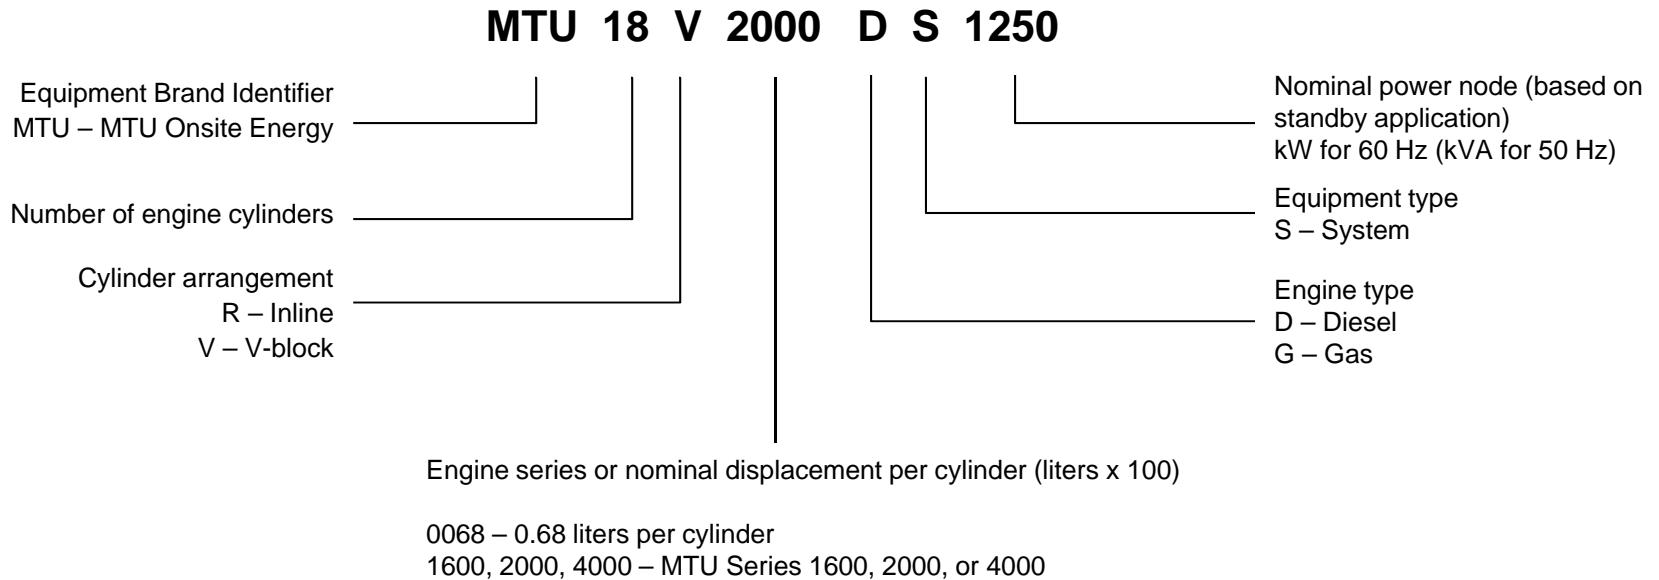 MTU 18 V 2000 D S 1250
Equipment Brand Identifier
MTU – MTU Onsite Energy
Number of engine cylinders
Cylinder arrangement
R – Inline
V – V-block
Nominal power node (based on
standby application)
kW for 60 Hz (kVA for 50 Hz)
Equipment type
S – System
Engine type
D – Diesel
G – Gas
Engine series or nominal displacement per cylinder (liters x 100)
0068 – 0.68 liters per cylinder
1600, 2000, 4000 – MTU Series 1600, 2000, or 4000